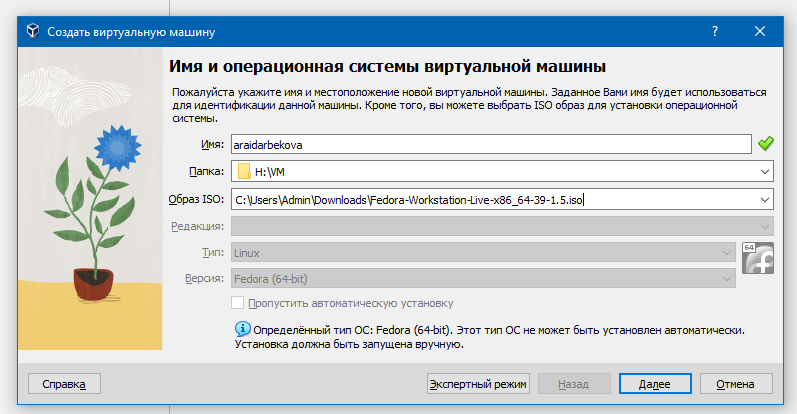 Создать виртуальную машину
Имя и операционная системы виртуальной машины
Пожалуйста укажите имя и местоположение новой виртуальной машины. Заданное Вами имя будет использоваться
для идентификации данной машины. Кроме того, вы можете выбрать ISO образ для установки операционной
системы.
Имя: araidarbekova
Папка: H:\VM
Образ ISO: C:\Users\Admin\Downloads\Fedora-Workstation-Live-x86_64-39-1.5.iso
Редакция:
Тип: Linux
64
Версия: Fedora (64-bit)
Пропустить автоматическую установку
Определённый тип ОС: Fedora (64-bit). Этот тип ОС не может быть установлен автоматически.
Установка должна быть запущена вручную.
Справка Экспертный режим Назад Далее Отмена